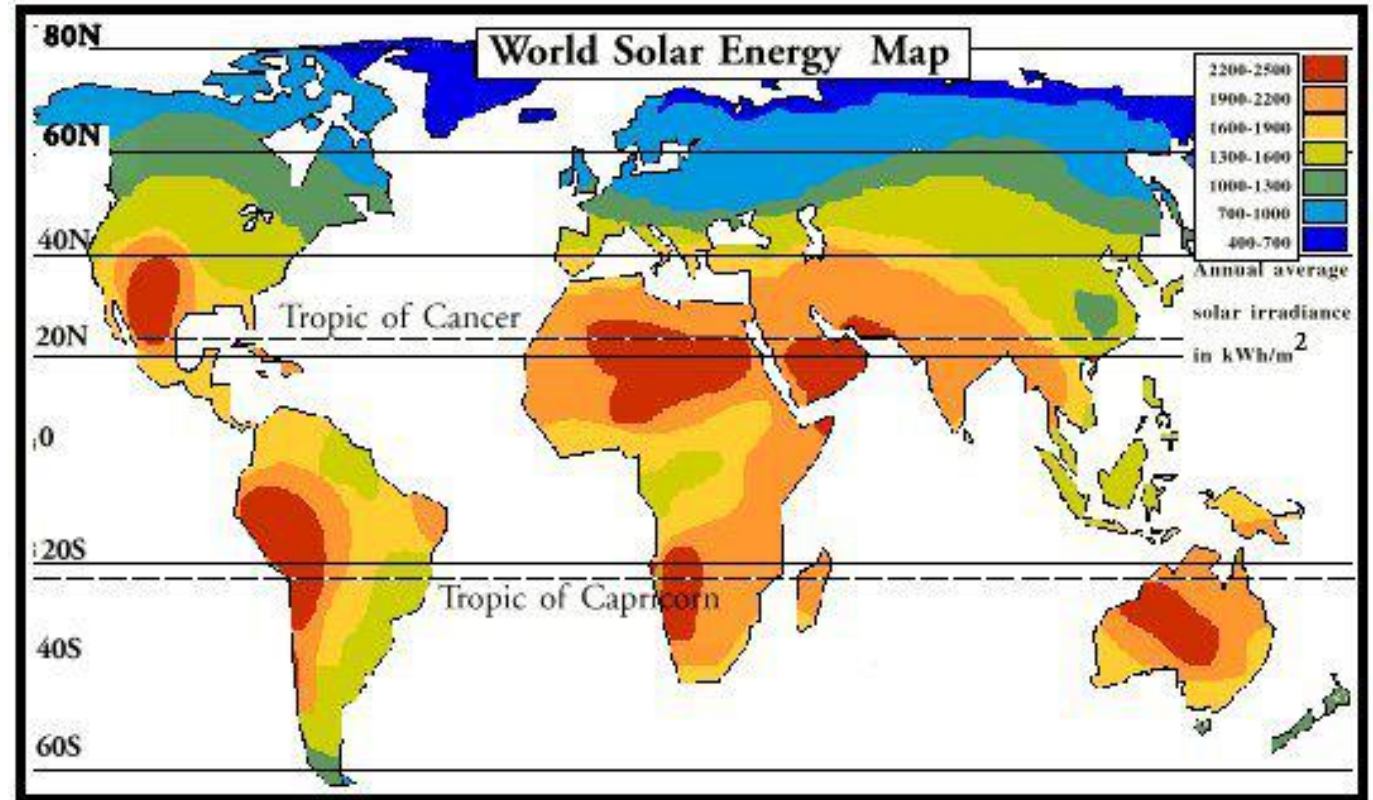 World Solar Energy Map
80N
60N
40N
20N
0
20S
40S
60S
Tropic of Cancer
Tropic of Capricorn
2200-2500
1900-2200
1600-1900
1300-1600
1000-1300
700-1000
400-700
Annual average
solar irradiance
in kWh/m²